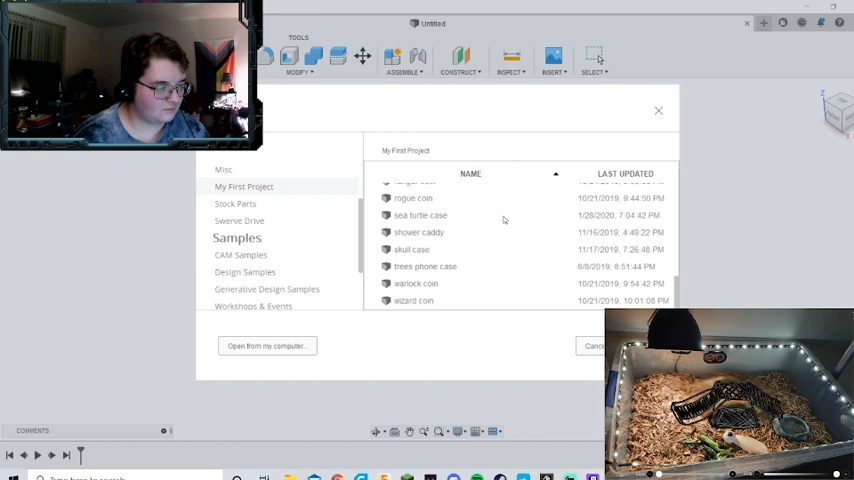 Untitled
TOOLS
MODIFY
ASSEMBLE
CONSTRUCT
INSPECT
INSERT
SELECT
My First Project
NAME
LAST UPDATED
Misc
My First Project
Stock Parts
Swerve Drive
Samples
CAM Samples
Design Samples
Generative Design Samples
Workshops & Events
rogue coin 10/21/2019, 9:44:50 PM
sea turtle case 1/28/2020, 7:04:42 PM
shower caddy 11/16/2019, 4:49:22 PM
skull case 11/17/2019, 7:26:48 PM
trees phone case 8/8/2019, 8:51:44 PM
warlock coin 10/21/2019, 9:54:42 PM
wizard coin 10/21/2019, 10:01:08 PM
Open from my computer...
Cance
COMMENTS
Type here to search